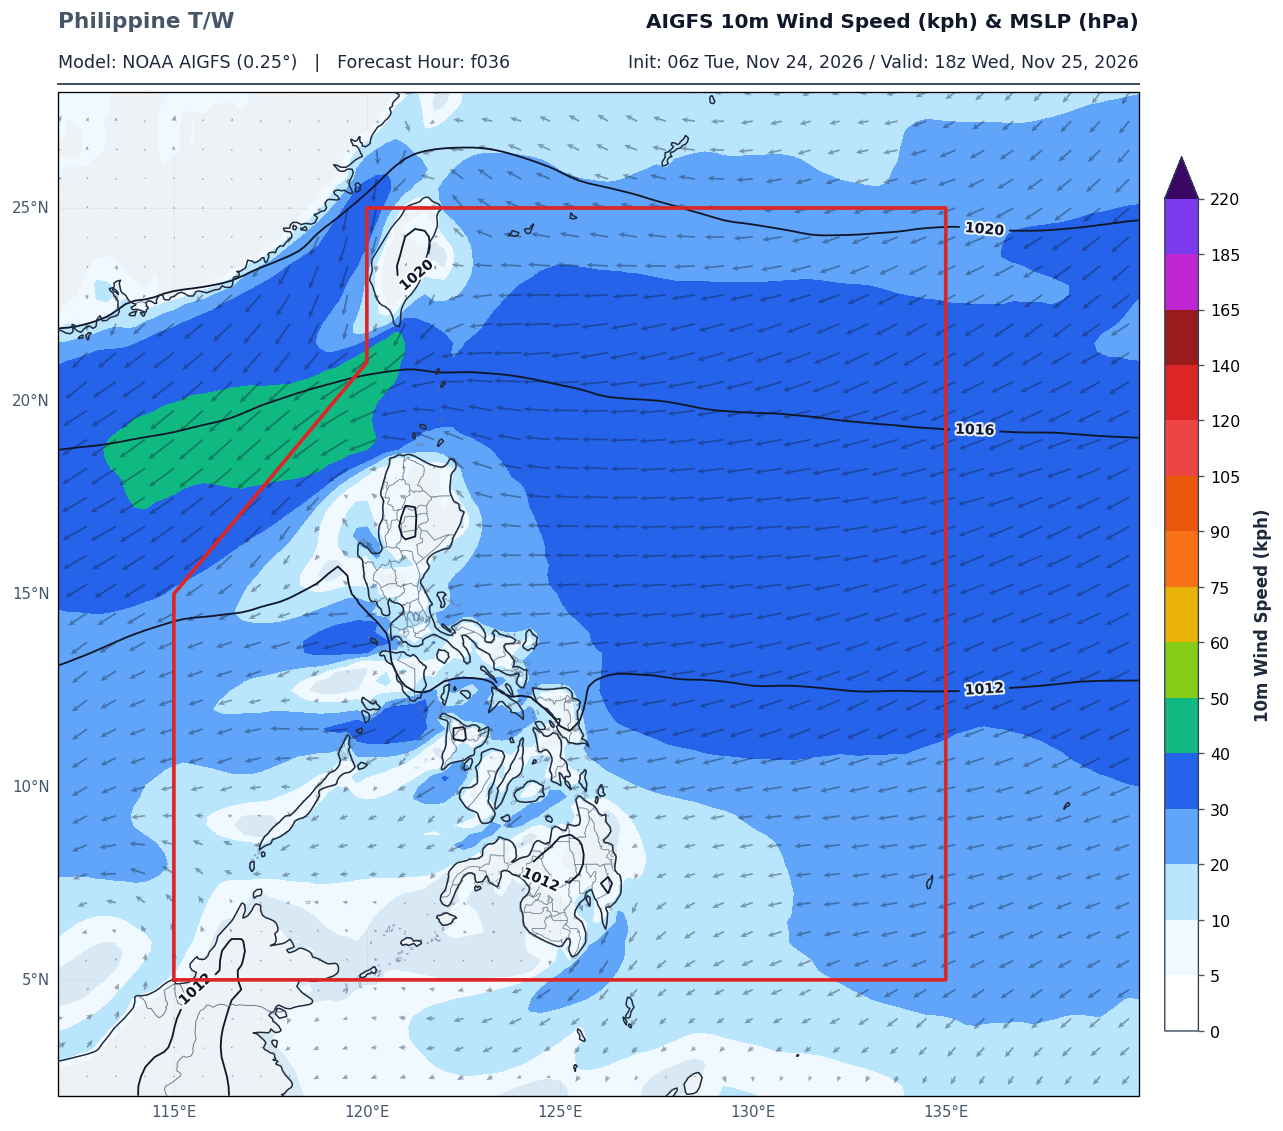 Philippine T/W
AIGFS 10m Wind Speed (kph) & MSLP (hPa)
Model: NOAA AIGFS (0.25°) | Forecast Hour: f036
Init: 06z Tue, Nov 24, 2026 / Valid: 18z Wed, Nov 25, 2026
25°N
20°N
15°N
10°N
5°N
115°E
120°E
125°E
130°E
135°E
1020
1020
1016
1012
1012
1012
220
185
165
140
120
105
90
75
60
50
40
30
20
10
5
0
10m Wind Speed (kph)